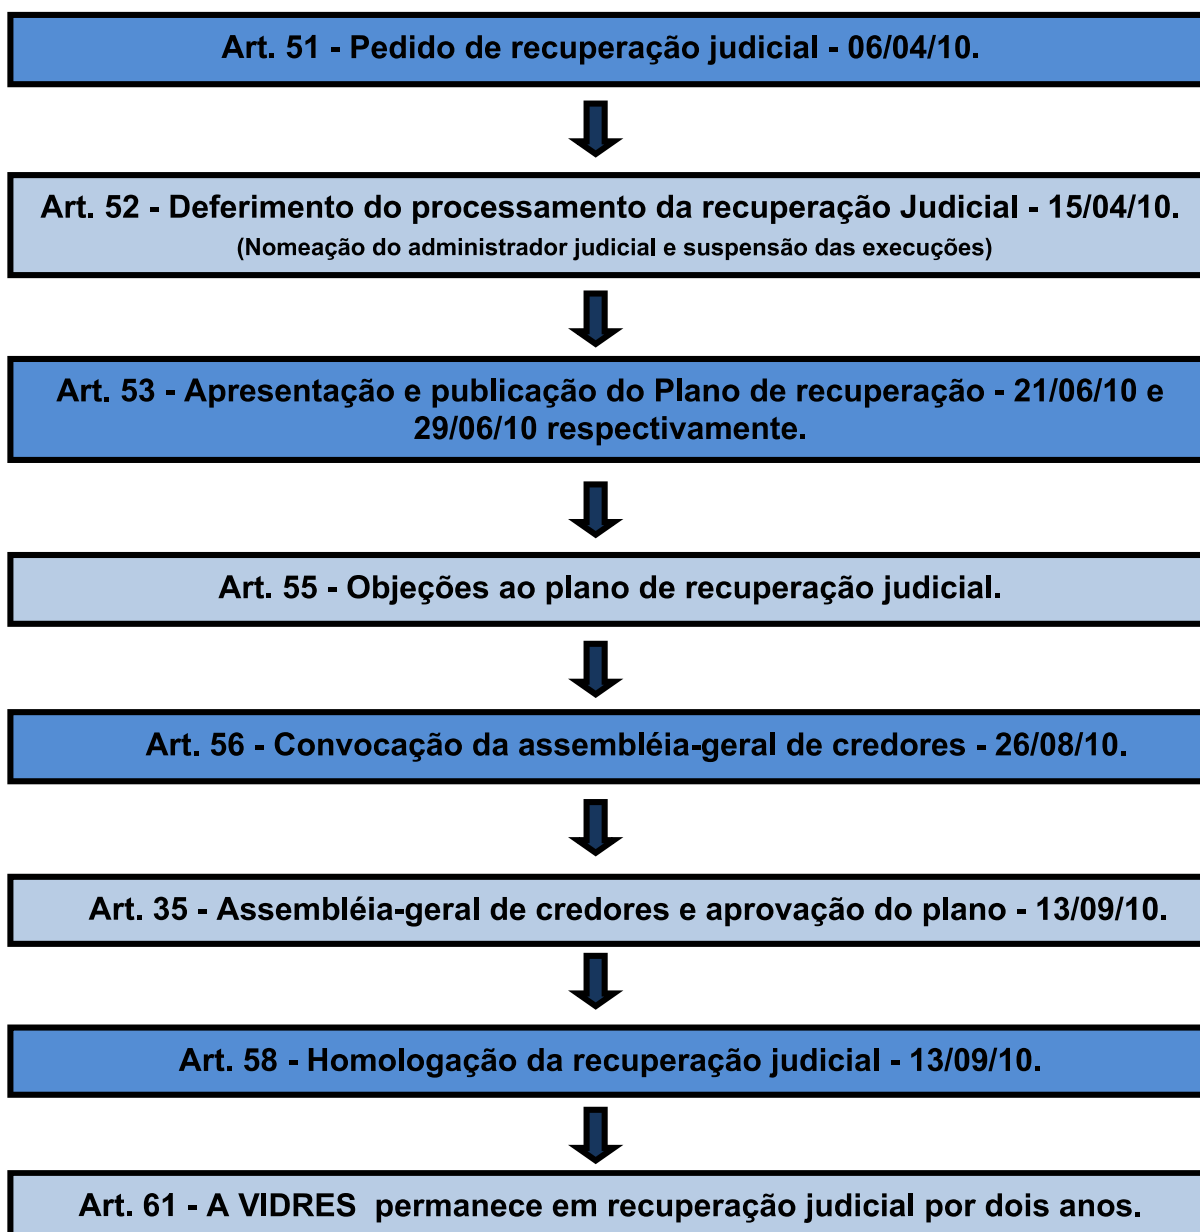 Art. 51 - Pedido de recuperação judicial - 06/04/10.
Art. 52 - Deferimento do processamento da recuperação Judicial - 15/04/10.
(Nomeação do administrador judicial e suspensão das execuções)
Art. 53 - Apresentação e publicação do Plano de recuperação - 21/06/10 e
29/06/10 respectivamente.
Art. 55 - Objeções ao plano de recuperação judicial.
Art. 56 - Convocação da assembléia-geral de credores - 26/08/10.
Art. 35 - Assembléia-geral de credores e aprovação do plano - 13/09/10.
Art. 58 - Homologação da recuperação judicial - 13/09/10.
Art. 61 - A VIDRES permanece em recuperação judicial por dois anos.